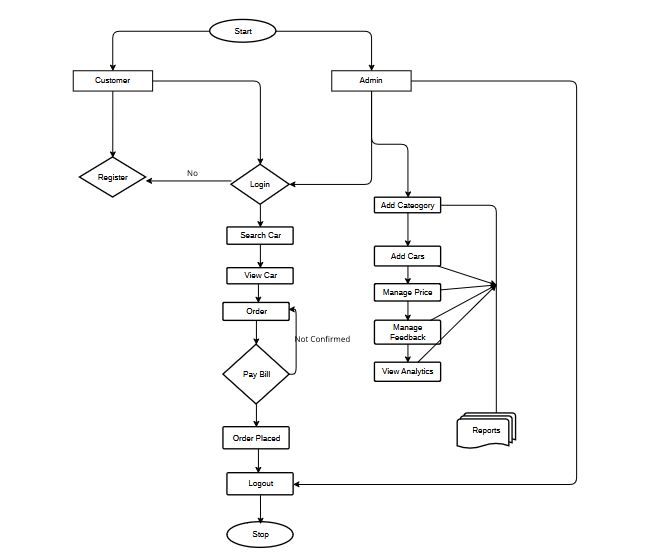 Start
Customer
Admin
Register
No
Login
Add Cateogory
Search Car
Add Cars
View Car
Manage Price
Order
Manage
Feedback
Not Confirmed
Pay Bill
View Analytics
Reports
Order Placed
Logout
Stop